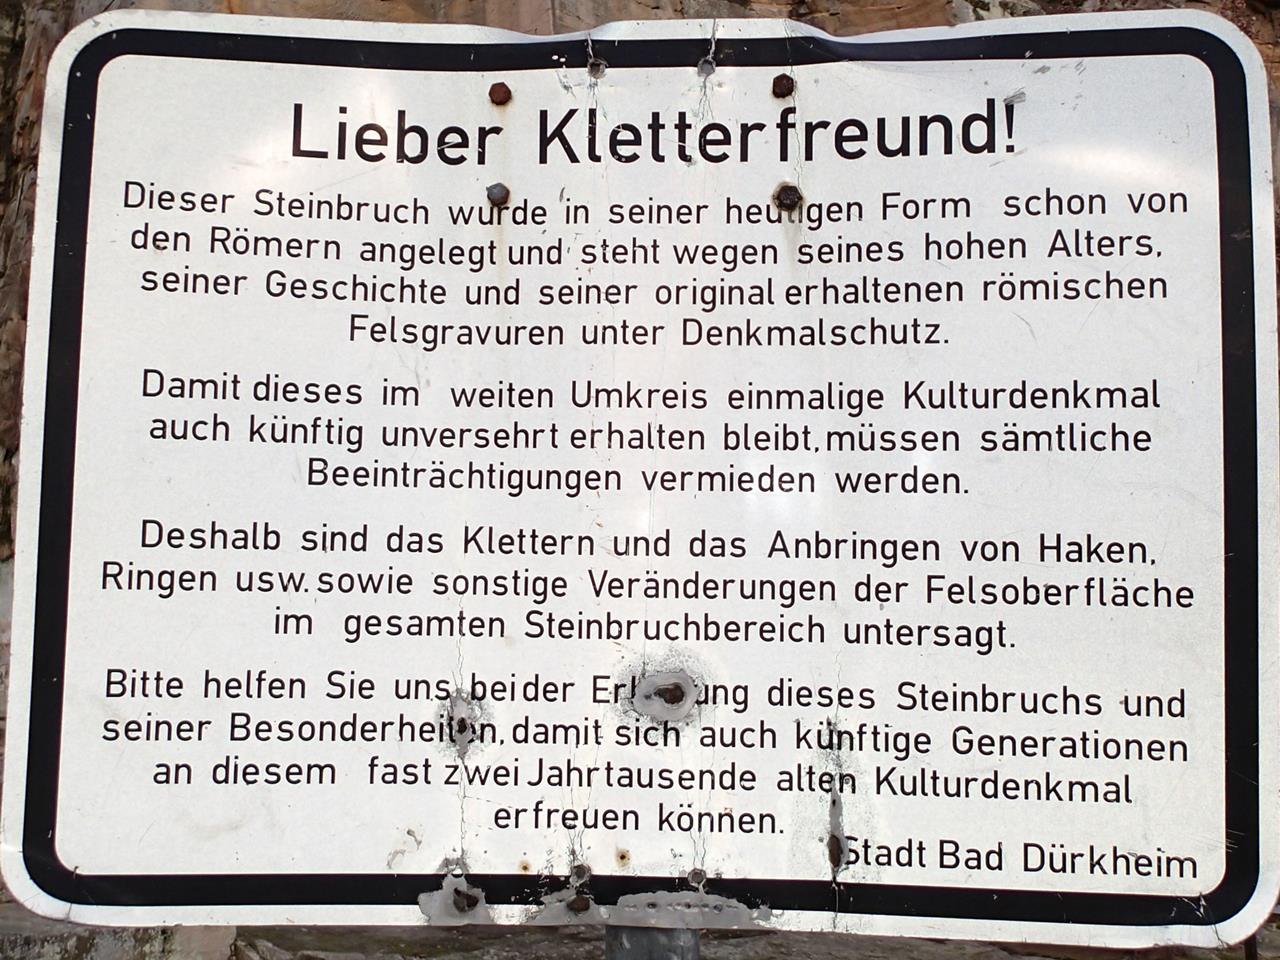 Lieber Kletterfreund!
Dieser Steinbruch wurde in seiner heutigen Form schon von
den Römern angelegt und steht wegen seines hohen Alters,
seiner Geschichte und seiner original erhaltenen römischen
Felsgravuren unter Denkmalschutz.
Damit dieses im weiten Umkreis einmalige Kulturdenkmal
auch künftig unversehrt erhalten bleibt, müssen sämtliche
Beeinträchtigungen vermieden werden.
Deshalb sind das Klettern und das Anbringen von Haken,
Ringen usw. sowie sonstige Veränderungen der Felsoberfläche
im gesamten Steinbruchbereich untersagt.
Bitte helfen Sie uns bei der Erhaltung dieses Steinbruchs und
seiner Besonderheiten, damit sich auch künftige Generationen
an diesem fast zwei Jahrtausende alten Kulturdenkmal
erfreuen können.
Stadt Bad Dürkheim